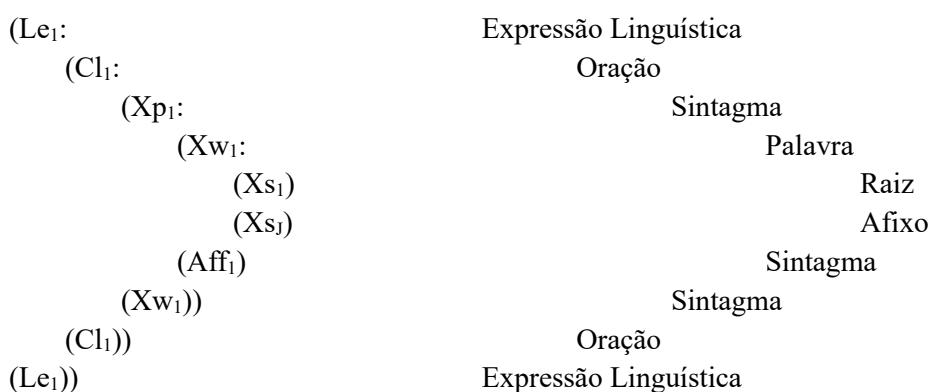 (Le₁: Expressão Linguística
(Cl₁: Oração
(Xp₁: Sintagma
(Xw₁: Palavra
(Xs₁) Raiz
(Xsⱼ) Afixo
(Aff₁) Sintagma
(Xw₁)) Sintagma
(Cl₁)) Oração
(Le₁)) Expressão Linguística